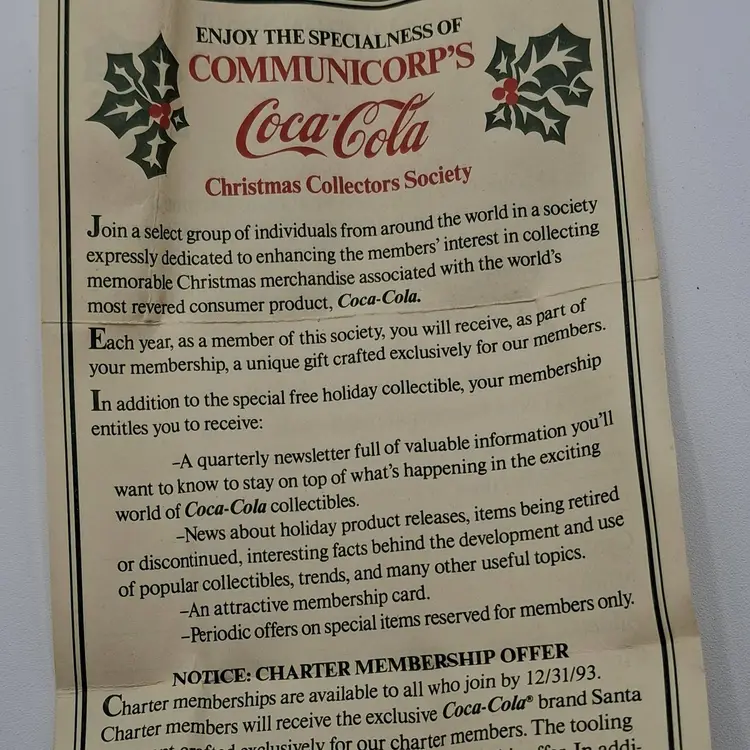 ENJOY THE SPECIALNESS OF
COMMUNICORP'S
Coca-Cola
Christmas Collectors Society
Join a select group of individuals from around the world in a society
expressly dedicated to enhancing the members' interest in collecting
memorable Christmas merchandise associated with the world's
most revered consumer product, Coca-Cola.
Each year, as a member of this society, you will receive, as part of
your membership, a unique gift crafted exclusively for our members.
In addition to the special free holiday collectible, your membership
entitles you to receive:
–A quarterly newsletter full of valuable information you'll
want to know to stay on top of what's happening in the exciting
world of Coca-Cola collectibles.
–News about holiday product releases, items being retired
or discontinued, interesting facts behind the development and use
of popular collectibles, trends, and many other useful topics.
–An attractive membership card.
–Periodic offers on special items reserved for members only.
NOTICE: CHARTER MEMBERSHIP OFFER
Charter memberships are available to all who join by 12/31/93.
Charter members will receive the exclusive Coca-Cola® brand Santa
exclusively for our charter members. The tooling
In addi-